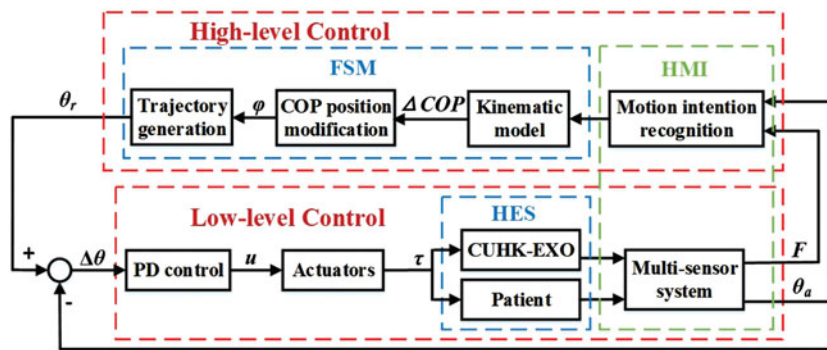 High-level Control
FSM
HMI
θr
Trajectory generation
φ
COP position modification
ΔCOP
Kinematic model
Motion intention recognition
Low-level Control
HES
+
-
Δθ
PD control
u
Actuators
τ
CUHK-EXO
Patient
Multi-sensor system
F
θa